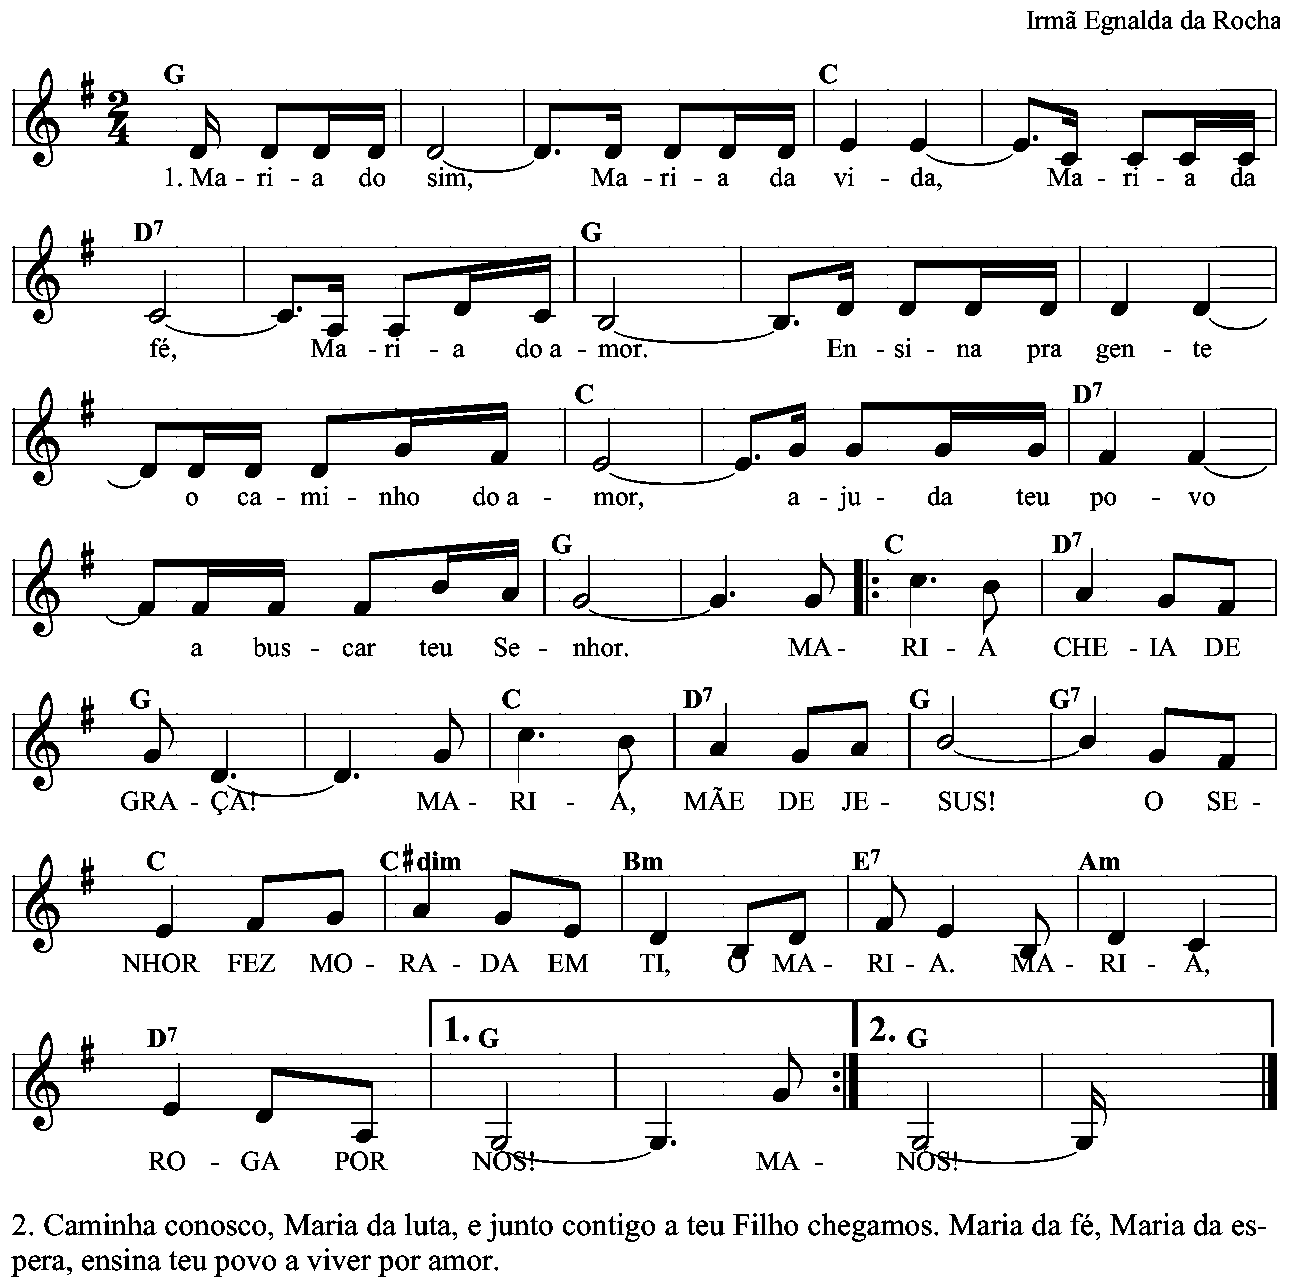 Irmã Egnalda da Rocha
G C
2/4
1. Ma - ri - a do sim, Ma - ri - a da vi - da, Ma - ri - a da
D7 G
fé, Ma - ri - a do a - mor. En - si - na pra gen - te
C D7
o ca - mi - nho do a - mor, a - ju - da teu po - vo
G C D7
a bus - car teu Se - nhor. MA - RI - A CHE - IA DE
G C D7 G G7
GRA - ÇA! MA - RI - A, MÃE DE JE - SUS! O SE -
C C#dim Bm E7 Am
NHOR FEZ MO - RA - DA EM TI, O MA - RI - A. MA - RI - A,
D7 1. G 2. G
RO - GA POR NÓS! MA - NÓS!
2. Caminha conosco, Maria da luta, e junto contigo a teu Filho chegamos. Maria da fé, Maria da es-
pera, ensina teu povo a viver por amor.